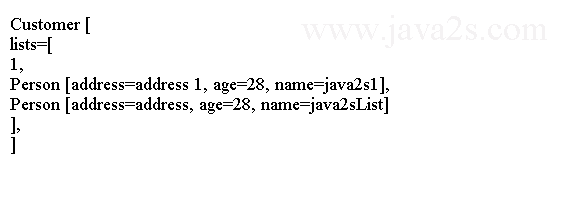 www.java2s.com
Customer [
lists=[
1,
Person [address=address 1, age=28, name=java2s1],
Person [address=address, age=28, name=java2sList]
],
]